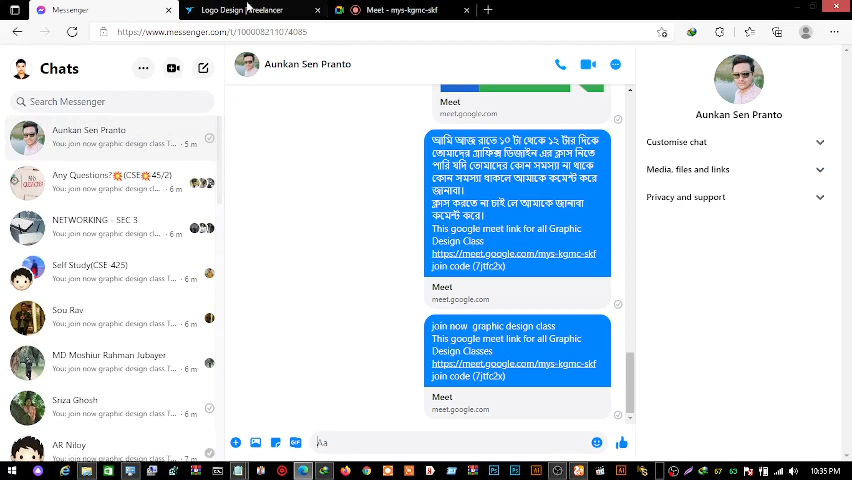 Messenger
Logo Design | Freelancer
Meet - mys-kgmc-skf
https://www.messenger.com/t/100008211074085
Chats
Search Messenger
Aunkan Sen Pranto
You: join now graphic design class T... · 5 m
Any Questions?💥(CSE💥45/2)
You: join now graphic desi... · 6 m
NETWORKING - SEC 3
You: join now graphic desi... · 6 m
Self Study(CSE-425)
You: join now graphic design... · 6 m
Sou Rav
You: join now graphic design... · 6 m
MD Moshiur Rahman Jubayer
You: join now graphic design... · 6 m
Sriza Ghosh
You: join now graphic design class T... · 6 m
AR Niloy
You: join now graphic design class T... · 7 m
Aunkan Sen Pranto
Meet
meet.google.com
আমি আজ রাতে ১০ টা থেকে ১২ টার দিকে
তোমাদের গ্রাফিক্স ডিজাইন এর ক্লাস নিতে
পারি যদি তোমাদের কোন সমস্যা না থাকে
কোন সমস্যা থাকলে আমাকে কমেন্ট করে
জানাবা।
ক্লাস করতে না চাই লে আমাকে জানাবা
কমেন্ট করে।
This google meet link for all Graphic
Design Class
https://meet.google.com/mys-kgmc-skf
join code (7jtfc2x)
Meet
meet.google.com
join now graphic design class
This google meet link for all Graphic
Design Classes
https://meet.google.com/mys-kgmc-skf
join code (7jtfc2x)
Meet
meet.google.com
GIF
Aa
Aunkan Sen Pranto
Customise chat
Media, files and links
Privacy and support
67
63
10:35 PM